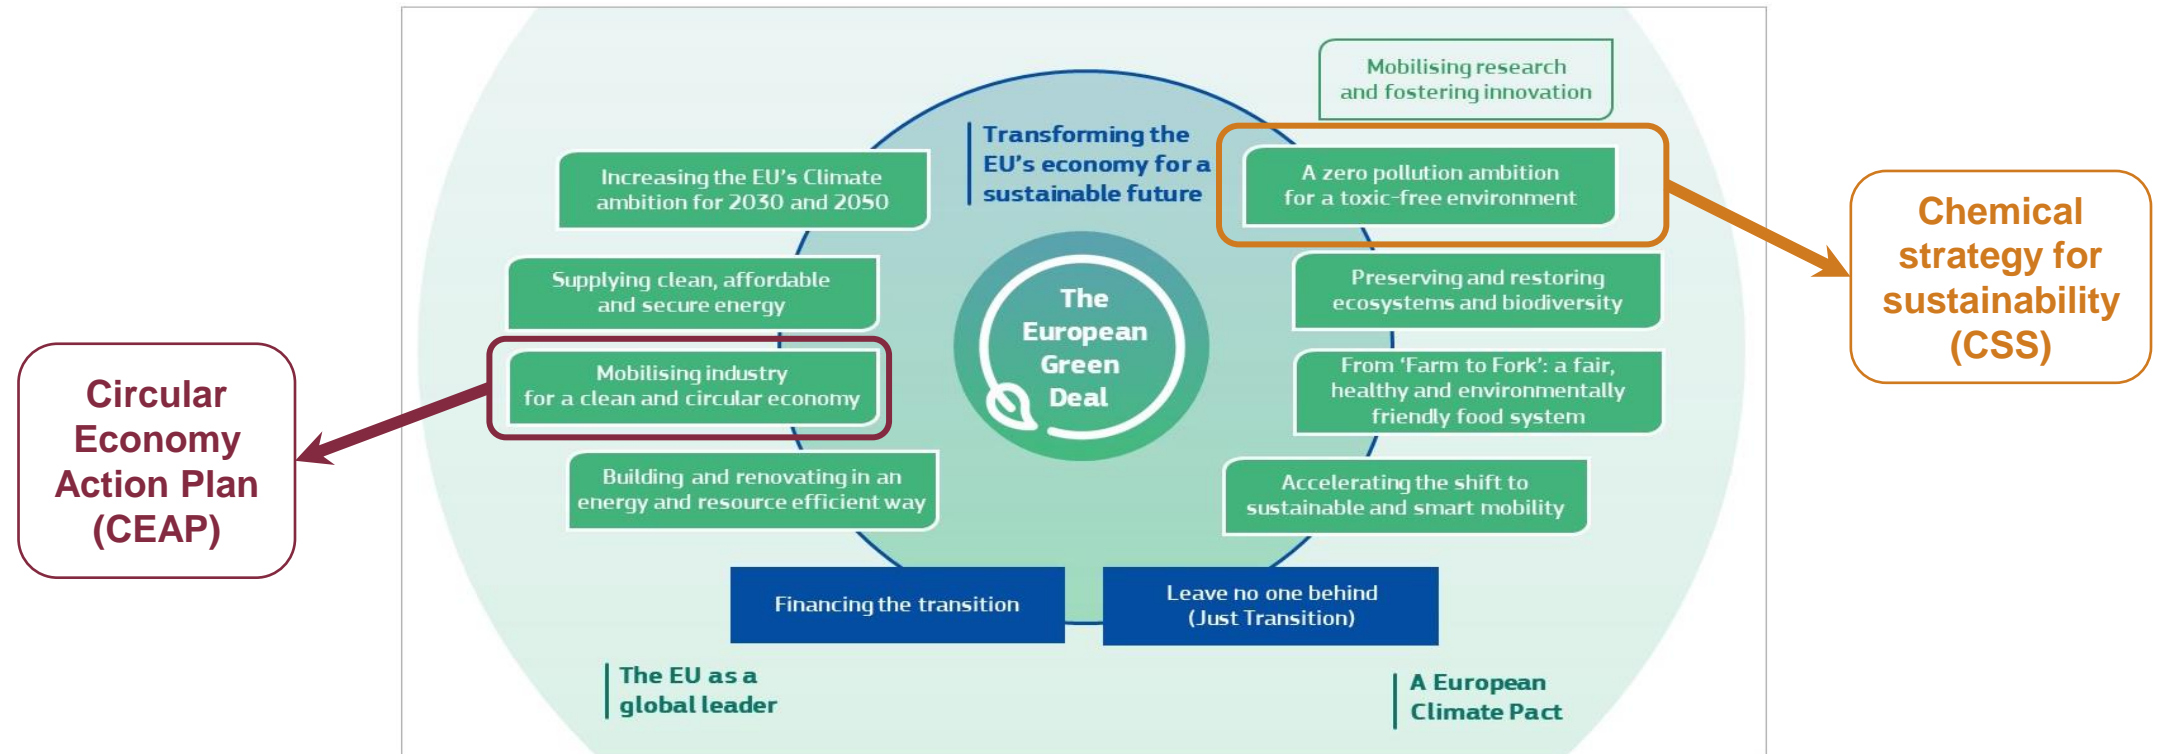 Mobilising research
and fostering innovation
Transforming the
EU's economy for a
sustainable future
Increasing the EU's Climate
ambition for 2030 and 2050
Supplying clean, affordable
and secure energy
Mobilising industry
for a clean and circular economy
Building and renovating in an
energy and resource efficient way
The
European
Green
Deal
A zero pollution ambition
for a toxic-free environment
Preserving and restoring
ecosystems and biodiversity
From 'Farm to Fork': a fair,
healthy and environmentally
friendly food system
Accelerating the shift to
sustainable and smart mobility
Financing the transition
Leave no one behind
(Just Transition)
The EU as a
global leader
A European
Climate Pact
Circular
Economy
Action Plan
(CEAP)
Chemical
strategy for
sustainability
(CSS)